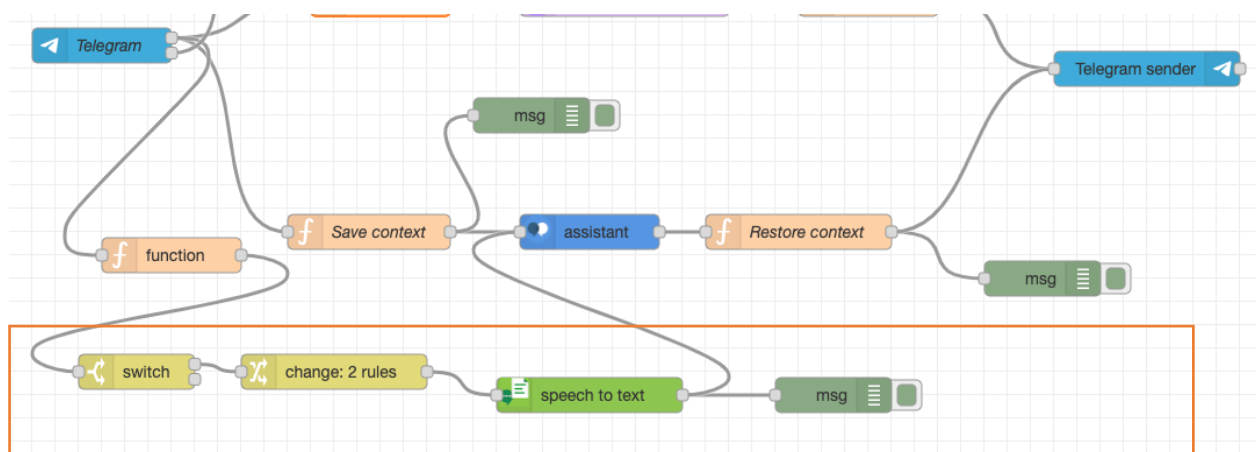 Telegram
Telegram sender
msg
Save context
assistant
Restore context
function
msg
switch
change: 2 rules
speech to text
msg